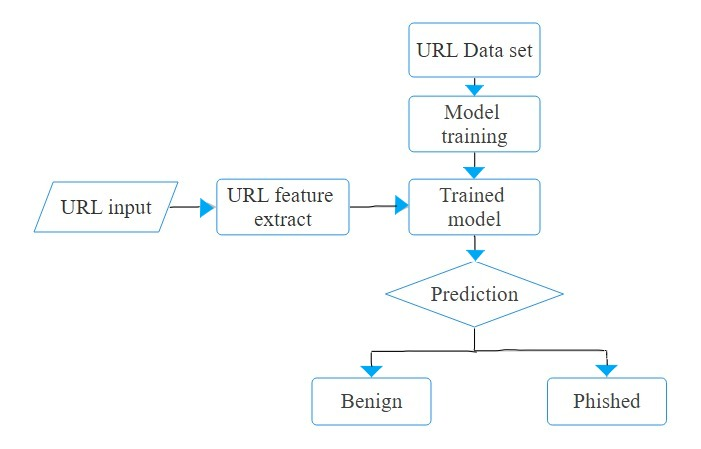 URL Data set
Model
training
URL input
URL feature
extract
Trained
model
Prediction
Benign
Phished